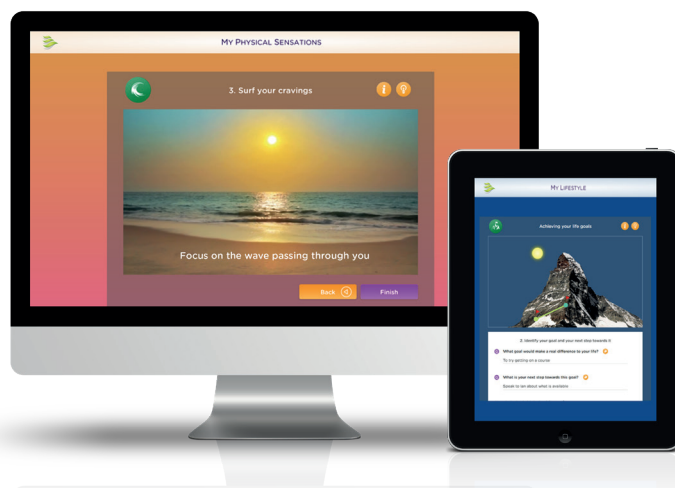 MY PHYSICAL SENSATIONS
3. Surf your cravings
Focus on the wave passing through you
Back
Finish
MY LIFESTYLE
Achieving your life goals
2. Identify your goal and your next step towards it
What goal would make a real difference to your life?
To try getting on a course
What is your next step towards this goal?
Speak to Ian about what is available